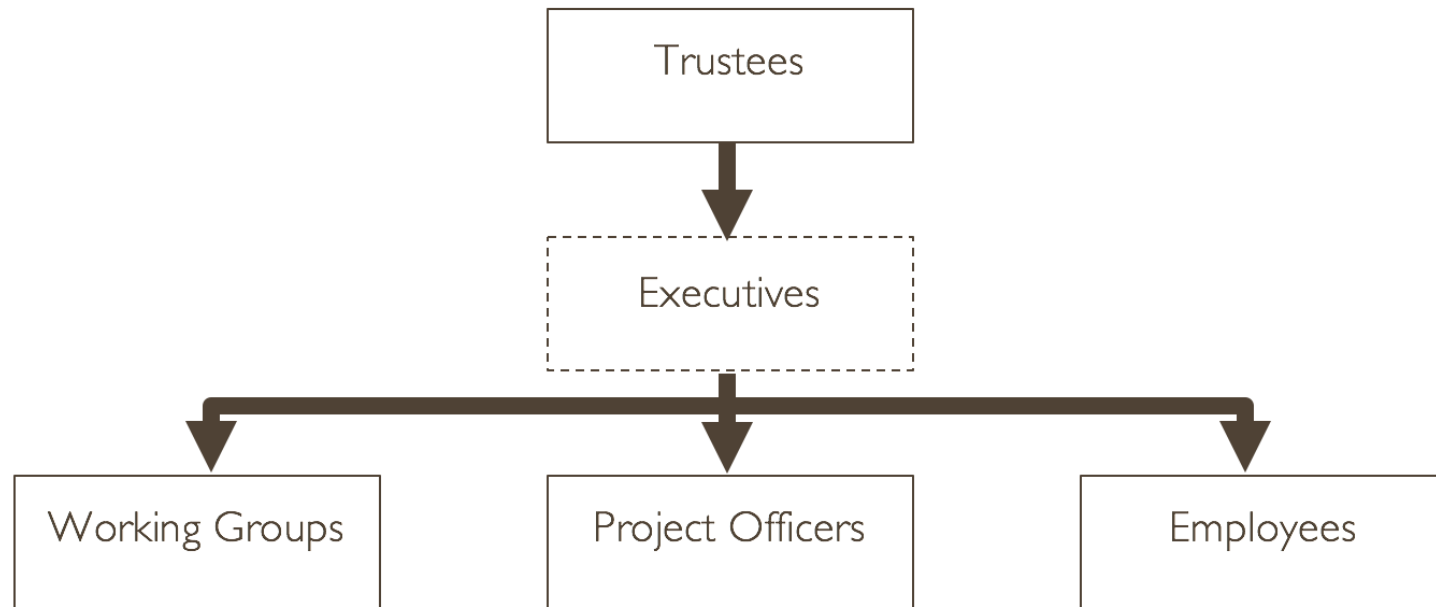 Trustees
Executives
Working Groups
Project Officers
Employees